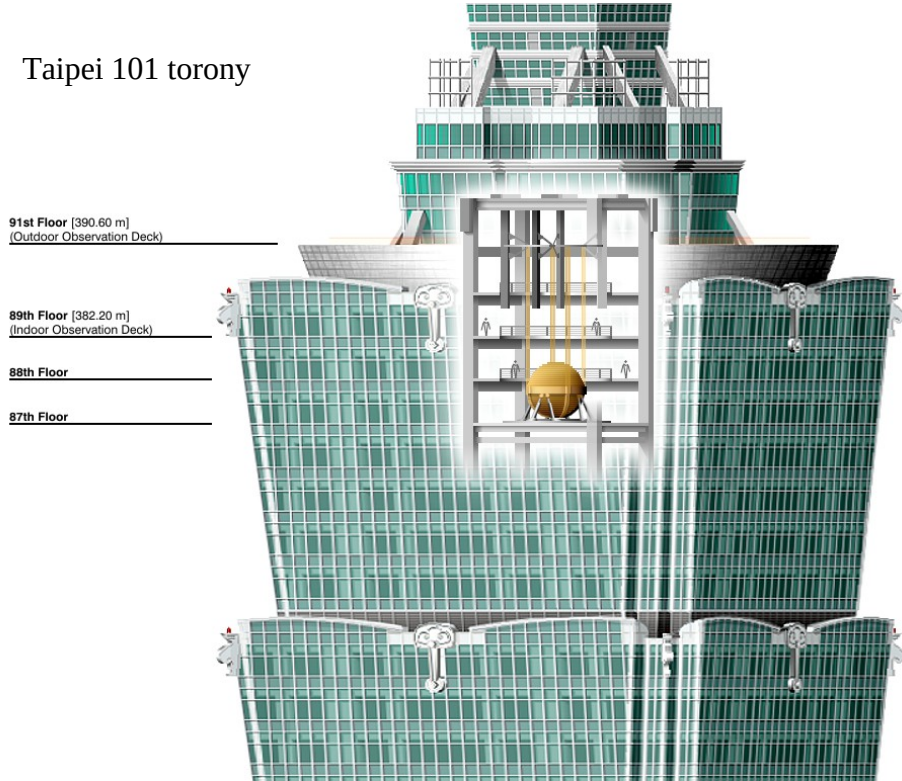 Taipei 101 torony
91st Floor [390.60 m]
(Outdoor Observation Deck)
89th Floor [382.20 m]
(Indoor Observation Deck)
88th Floor
87th Floor